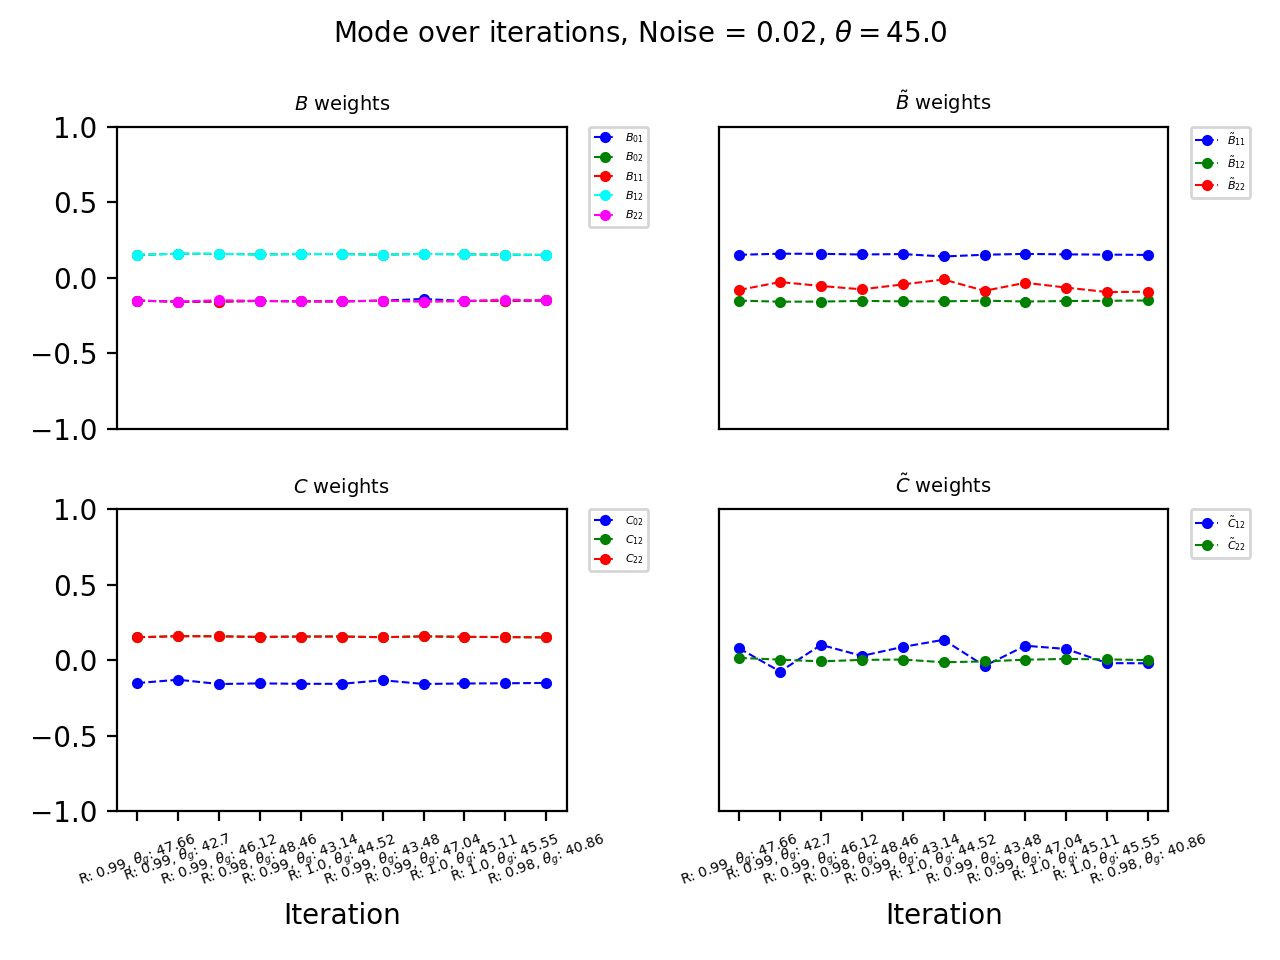 Mode over iterations, Noise = 0.02, θ = 45.0
B weights
1.0
0.5
0.0
−0.5
−1.0
B₀₁
B₀₂
B₁₁
B₁₂
B₂₂
B̃ weights
B̃₁₁
B̃₁₂
B̃₂₂
C weights
1.0
0.5
0.0
−0.5
−1.0
C₀₂
C₁₂
C₂₂
R: 0.99, θg: 47.66
R: 0.99, θg: 42.7
R: 0.99, θg: 46.12
R: 0.98, θg: 48.46
R: 0.99, θg: 43.14
R: 1.0, θg: 44.52
R: 0.99, θg: 43.48
R: 0.99, θg: 47.04
R: 1.0, θg: 45.11
R: 1.0, θg: 45.55
R: 0.98, θg: 40.86
Iteration
C̃ weights
C̃₁₂
C̃₂₂
R: 0.99, θg: 47.66
R: 0.99, θg: 42.7
R: 0.99, θg: 46.12
R: 0.98, θg: 48.46
R: 0.99, θg: 43.14
R: 1.0, θg: 44.52
R: 0.99, θg: 43.48
R: 0.99, θg: 47.04
R: 1.0, θg: 45.11
R: 1.0, θg: 45.55
R: 0.98, θg: 40.86
Iteration